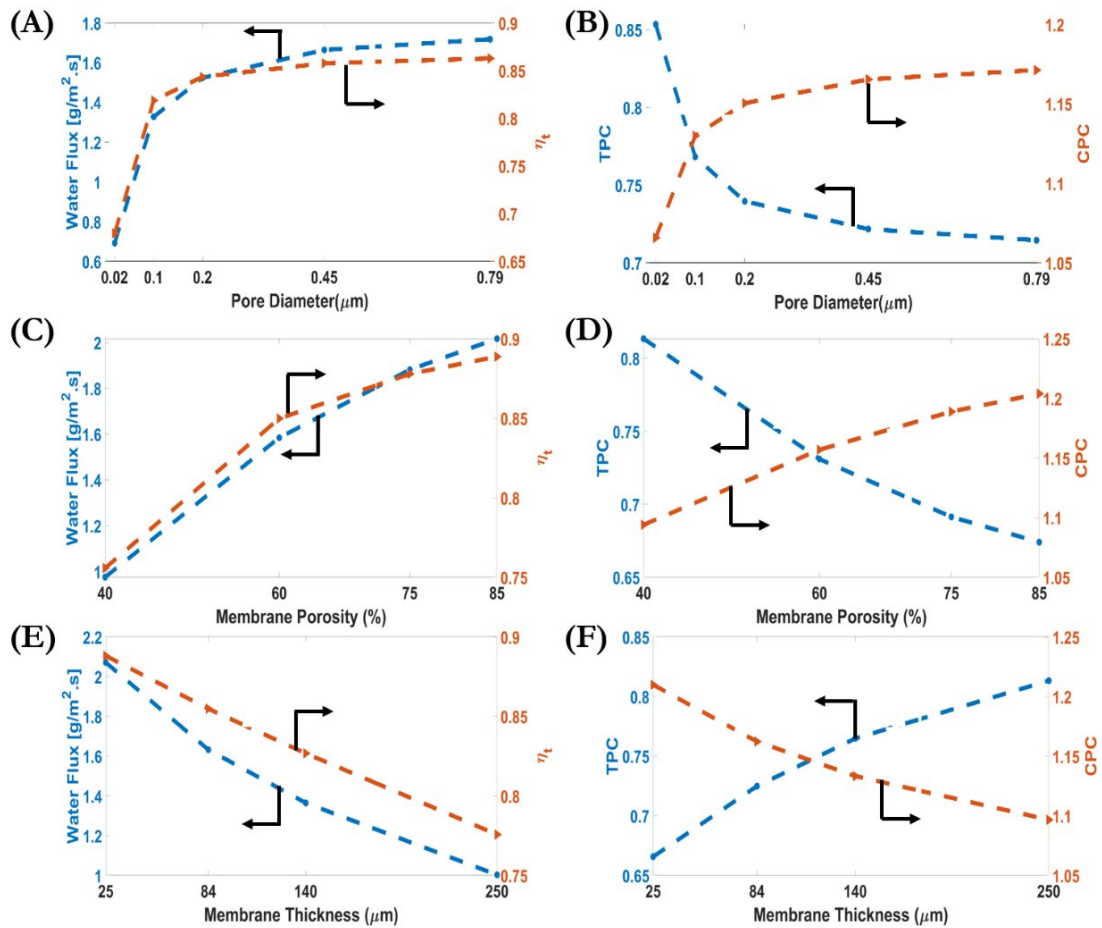 (A)
1.8
1.6
1.4
1.2
1
0.8
0.6
Water Flux [g/m².s]
0.9
0.85
0.8
0.75
0.7
0.65
ηt
0.02 0.1 0.2 0.45 0.79
Pore Diameter(μm)
(B)
0.85
0.8
0.75
0.7
TPC
1.2
1.15
1.1
1.05
CPC
0.02 0.1 0.2 0.45 0.79
Pore Diameter(μm)
(C)
2
1.8
1.6
1.4
1.2
1
Water Flux [g/m².s]
0.9
0.85
0.8
0.75
ηt
40 60 75 85
Membrane Porosity (%)
(D)
0.8
0.75
0.7
0.65
TPC
1.25
1.2
1.15
1.1
1.05
CPC
40 60 75 85
Membrane Porosity (%)
(E)
2.2
2
1.8
1.6
1.4
1.2
1
Water Flux [g/m².s]
0.9
0.85
0.8
0.75
ηt
25 84 140 250
Membrane Thickness (μm)
(F)
0.85
0.8
0.75
0.7
0.65
TPC
1.25
1.2
1.15
1.1
1.05
CPC
25 84 140 250
Membrane Thickness (μm)